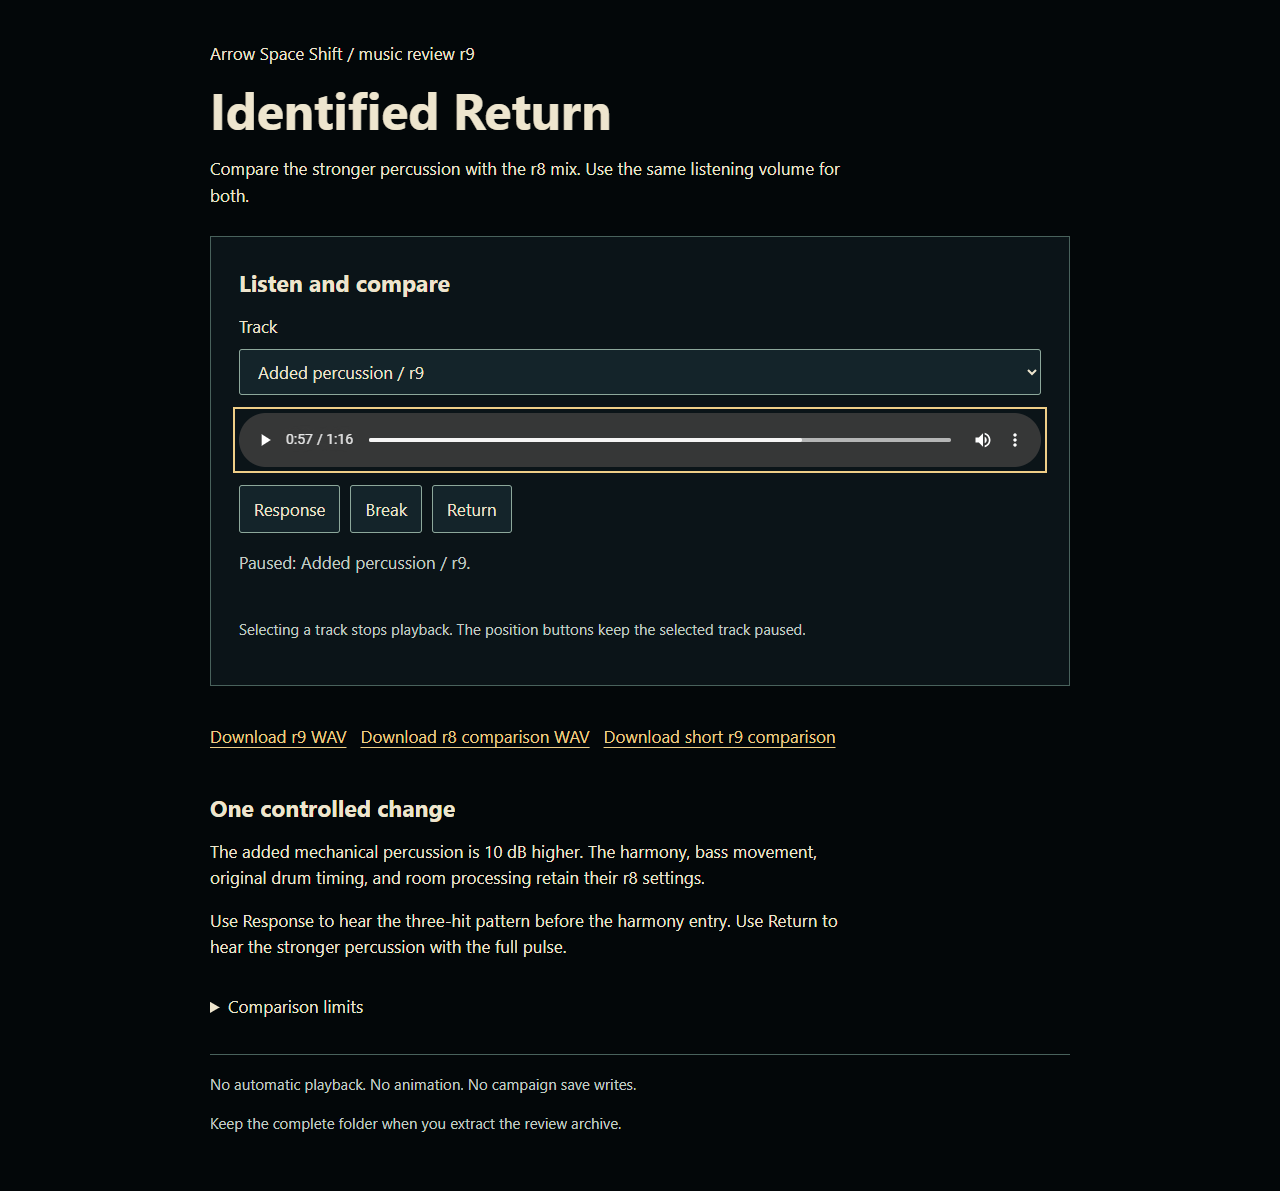 Arrow Space Shift / music review r9
Identified Return
Compare the stronger percussion with the r8 mix. Use the same listening volume for
both.
Listen and compare
Track
Added percussion / r9
0:57 / 1:16
Response
Break
Return
Paused: Added percussion / r9.
Selecting a track stops playback. The position buttons keep the selected track paused.
Download r9 WAV
Download r8 comparison WAV
Download short r9 comparison
One controlled change
The added mechanical percussion is 10 dB higher. The harmony, bass movement,
original drum timing, and room processing retain their r8 settings.
Use Response to hear the three-hit pattern before the harmony entry. Use Return to
hear the stronger percussion with the full pulse.
Comparison limits
No automatic playback. No animation. No campaign save writes.
Keep the complete folder when you extract the review archive.